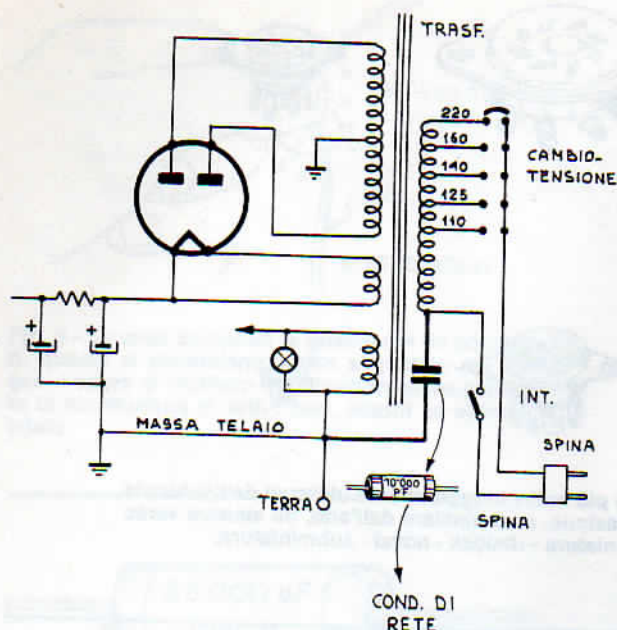 TRASF.
220
160
140
125
110
CAMBIO-
TENSIONE
+
+
MASSA TELAIO
INT.
SPINA
10'000
PF
TERRA
SPINA
COND. DI
RETE